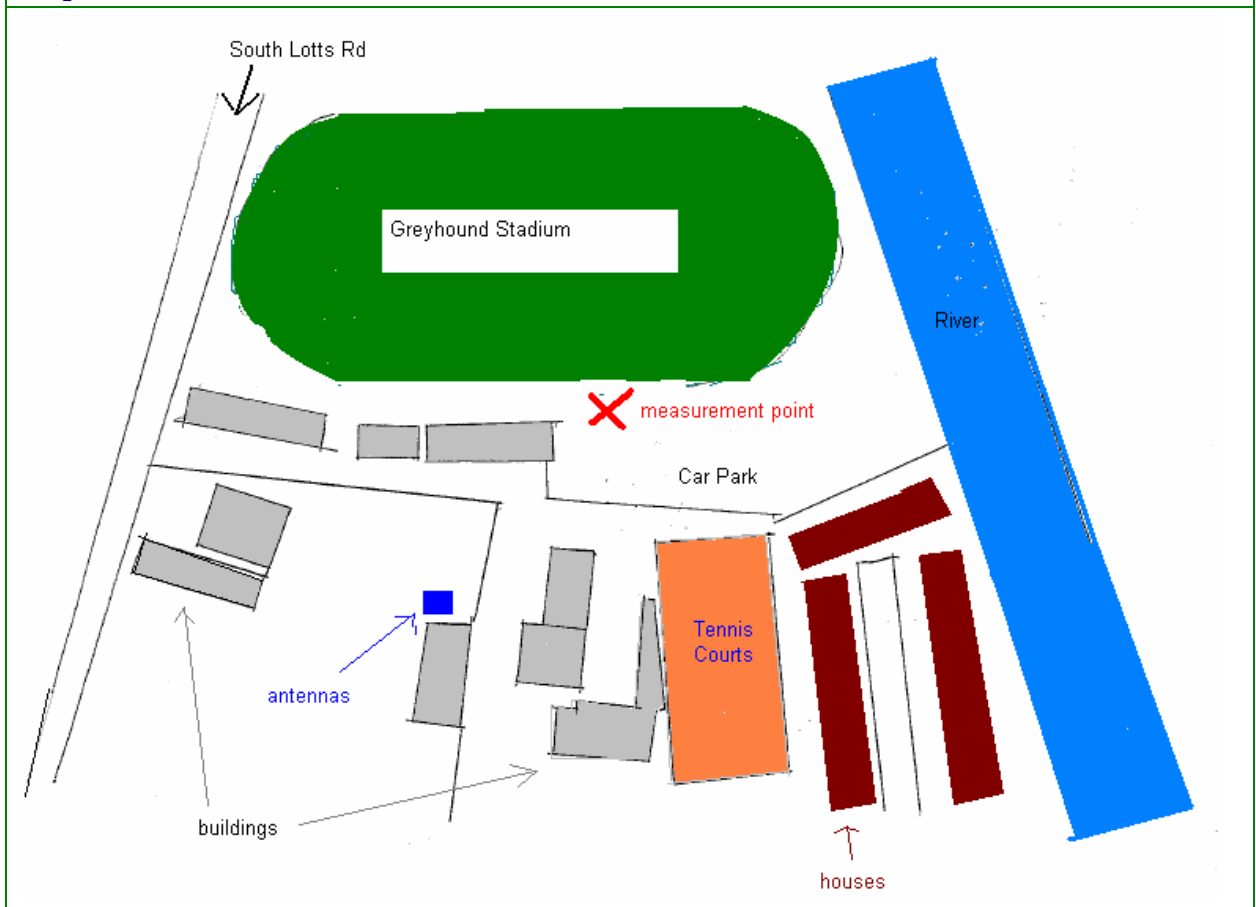 South Lotts Rd
Greyhound Stadium
River
measurement point
Car Park
Tennis
Courts
antennas
buildings
houses